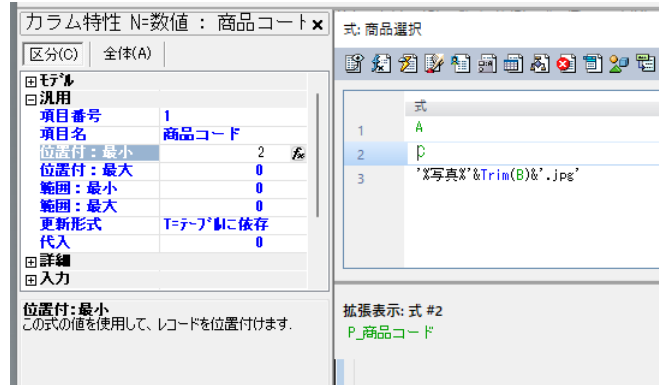 カラム特性 N=数値 : 商品コート
区分(C) 全体(A)
モデル
汎用
項目番号 1
項目名 商品コード
位置付:最小 2
位置付:最大 0
範囲:最小 0
範囲:最大 0
更新形式 T=テーブルに依存
代入 0
詳細
入力
位置付:最小
この式の値を使用して、レコードを位置付けます.
式: 商品選択
式
1 A
2
3 '%写真%'&Trim(B)&'.jpg'
拡張表示: 式 #2
P_商品コード